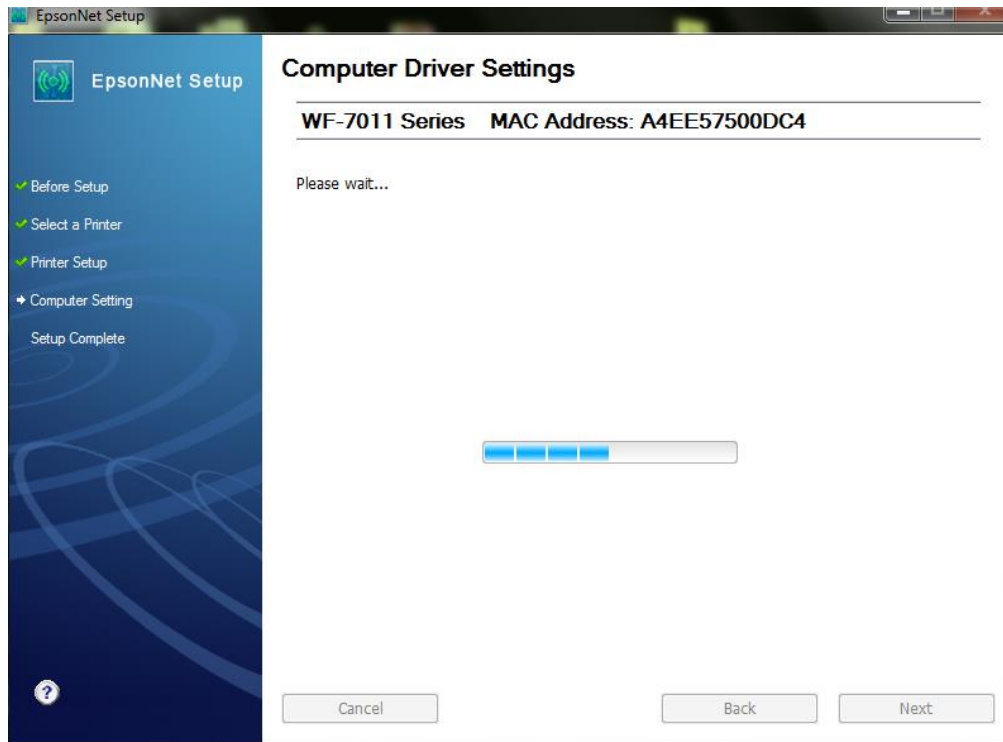 EpsonNet Setup
EpsonNet Setup
Before Setup
Select a Printer
Printer Setup
Computer Setting
Setup Complete
?
Computer Driver Settings
WF-7011 Series MAC Address: A4EE57500DC4
Please wait...
Cancel
Back
Next